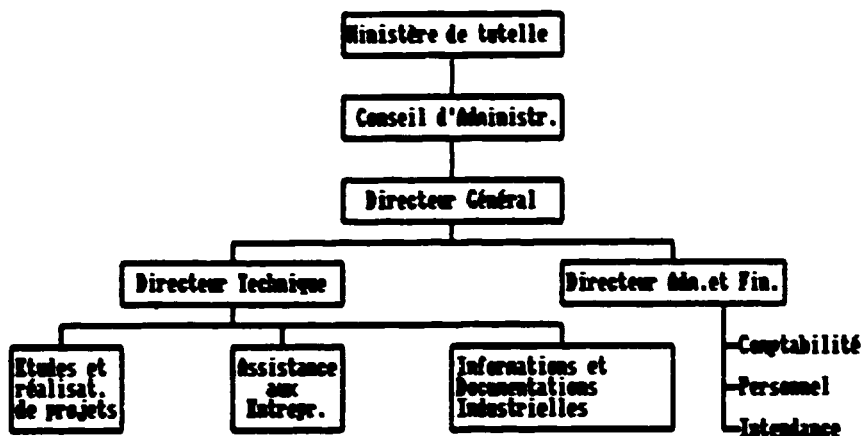 Ministère de tutelle
Conseil d'Administr.
Directeur Général
Directeur Technique
Directeur Adm.et Fin.
Etudes et
réalisat.
de projets
Assistance
aux
Entrepr.
Informations et
Documentations
Industrielles
Comptabilité
Personnel
Intendance